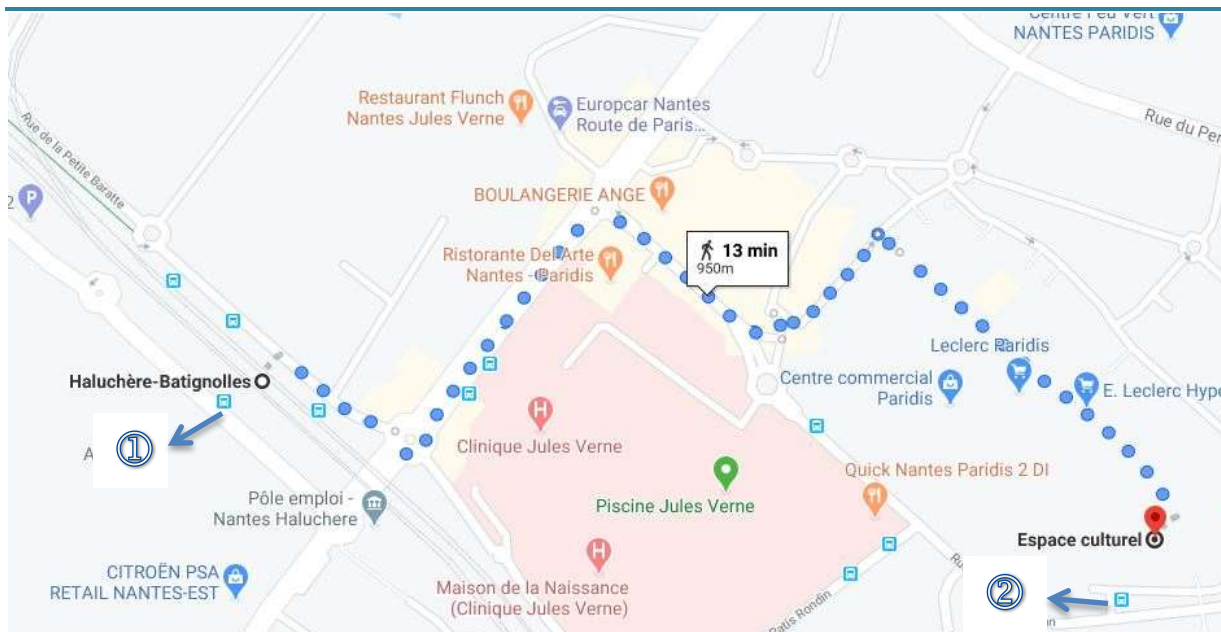 Centre Feu Vert
NANTES PARIDIS
Restaurant Flunch
Nantes Jules Verne
Europcar Nantes
Route de Paris...
Rue du Per
Rue de la Petite Baratte
2
P
BOULANGERIE ANGE
Ristorante Del Arte
Nantes - Paridis
13 min
950m
Haluchère-Batignolles
Leclerc Paridis
Centre commercial
Paridis
E. Leclerc Hype
①
A
H
Clinique Jules Verne
Quick Nantes Paridis 2 DI
Piscine Jules Verne
Pôle emploi -
Nantes Haluchere
Espace culturel
H
CITROËN PSA
RETAIL NANTES-EST
Maison de la Naissance
(Clinique Jules Verne)
②
Patis Rondin